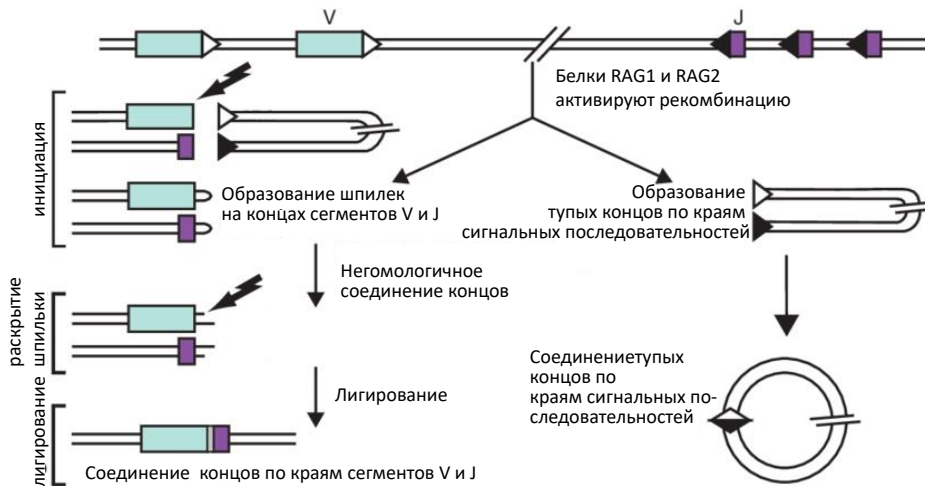 V
J
Белки RAG1 и RAG2
активируют рекомбинацию
инициация
Образование шпилек
на концах сегментов V и J
Образование
тупых концов по краям
сигнальных последовательностей
Негомологичное
соединение концов
раскрытие
шпильки
Соединениетупых
концов по
краям сигнальных по-
следовательностей
Лигирование
лигирование
Соединение концов по краям сегментов V и J